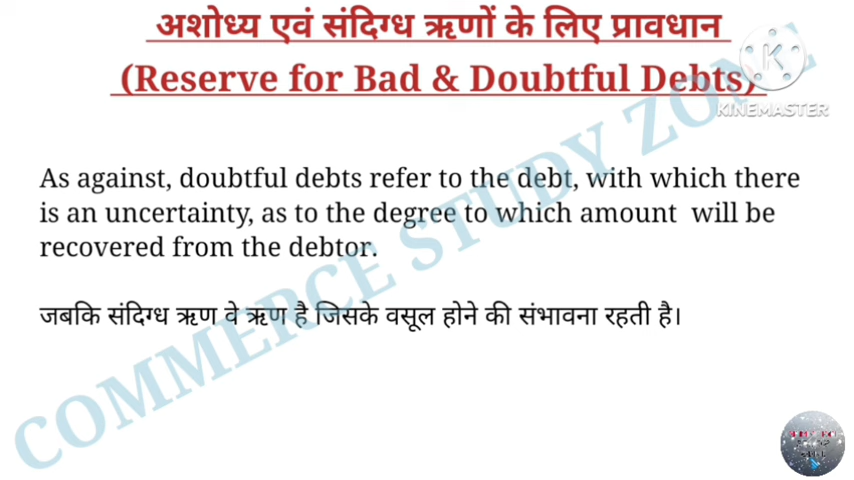 अशोध्य एवं संदिग्ध ऋणों के लिए प्रावधान
(Reserve for Bad & Doubtful Debts)
K
KINEMASTER
As against, doubtful debts refer to the debt, with which there
is an uncertainty, as to the degree to which amount will be
recovered from the debtor.
जबकि संदिग्ध ऋण वे ऋण है जिसके वसूल होने की संभावना रहती है।
COMMERCE STUDY ZONE